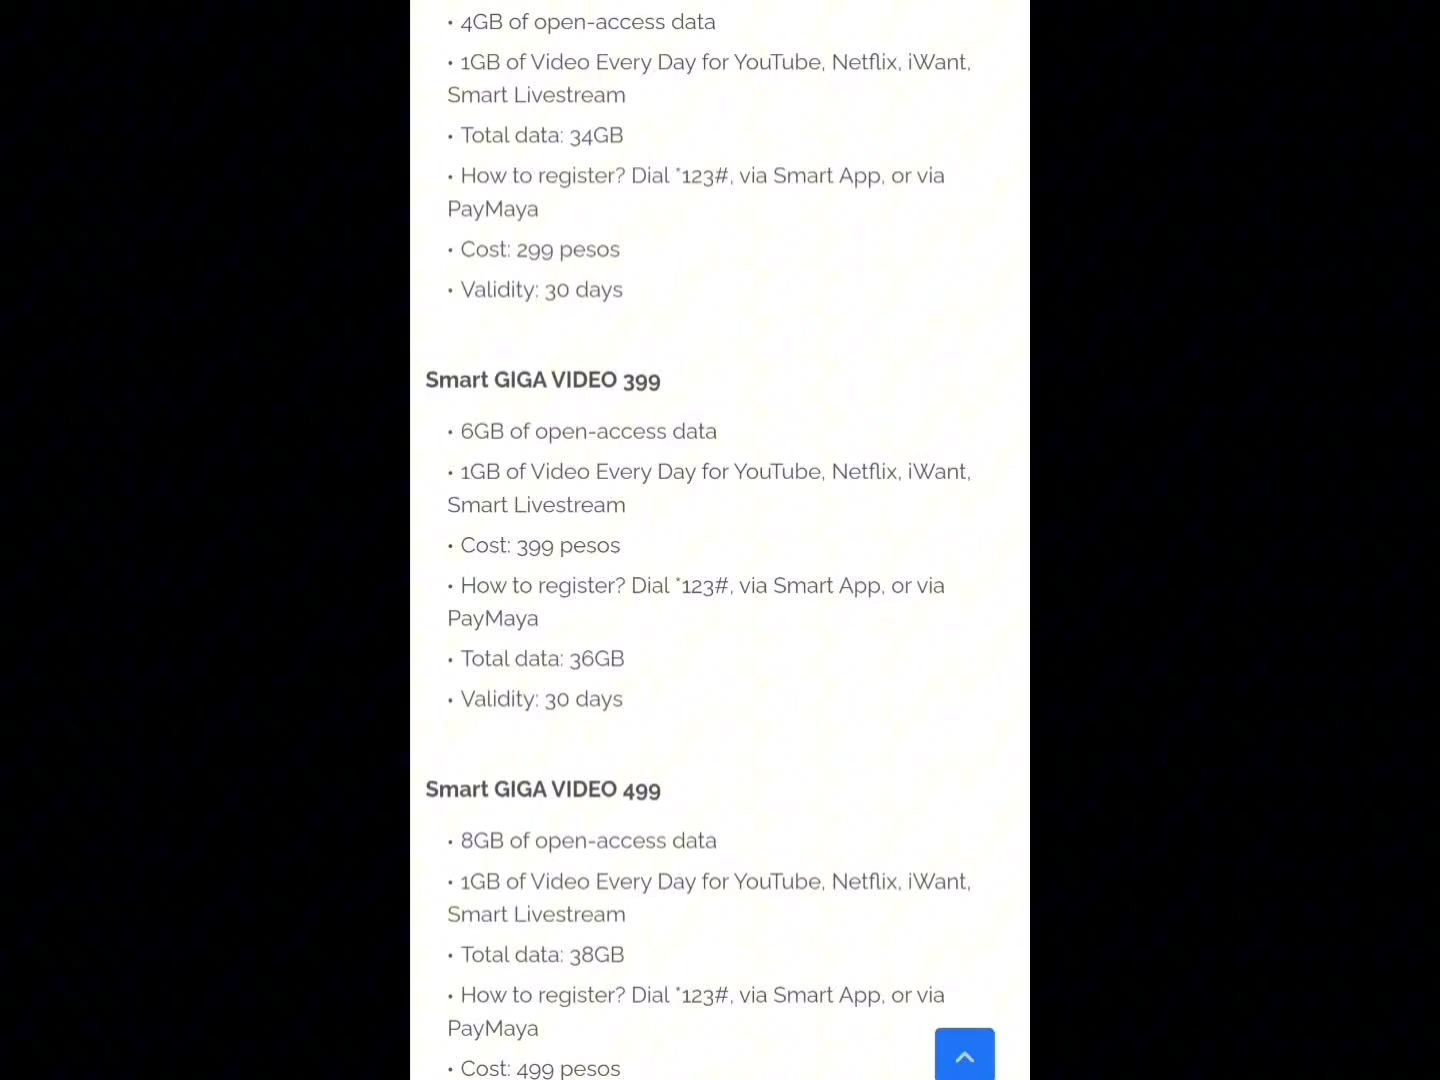 • 4GB of open-access data
• 1GB of Video Every Day for YouTube, Netflix, iWant,
Smart Livestream
• Total data: 34GB
• How to register? Dial *123#, via Smart App, or via
PayMaya
• Cost: 299 pesos
• Validity: 30 days
Smart GIGA VIDEO 399
• 6GB of open-access data
• 1GB of Video Every Day for YouTube, Netflix, iWant,
Smart Livestream
• Cost: 399 pesos
• How to register? Dial *123#, via Smart App, or via
PayMaya
• Total data: 36GB
• Validity: 30 days
Smart GIGA VIDEO 499
• 8GB of open-access data
• 1GB of Video Every Day for YouTube, Netflix, iWant,
Smart Livestream
• Total data: 38GB
• How to register? Dial *123#, via Smart App, or via
PayMaya
• Cost: 499 pesos